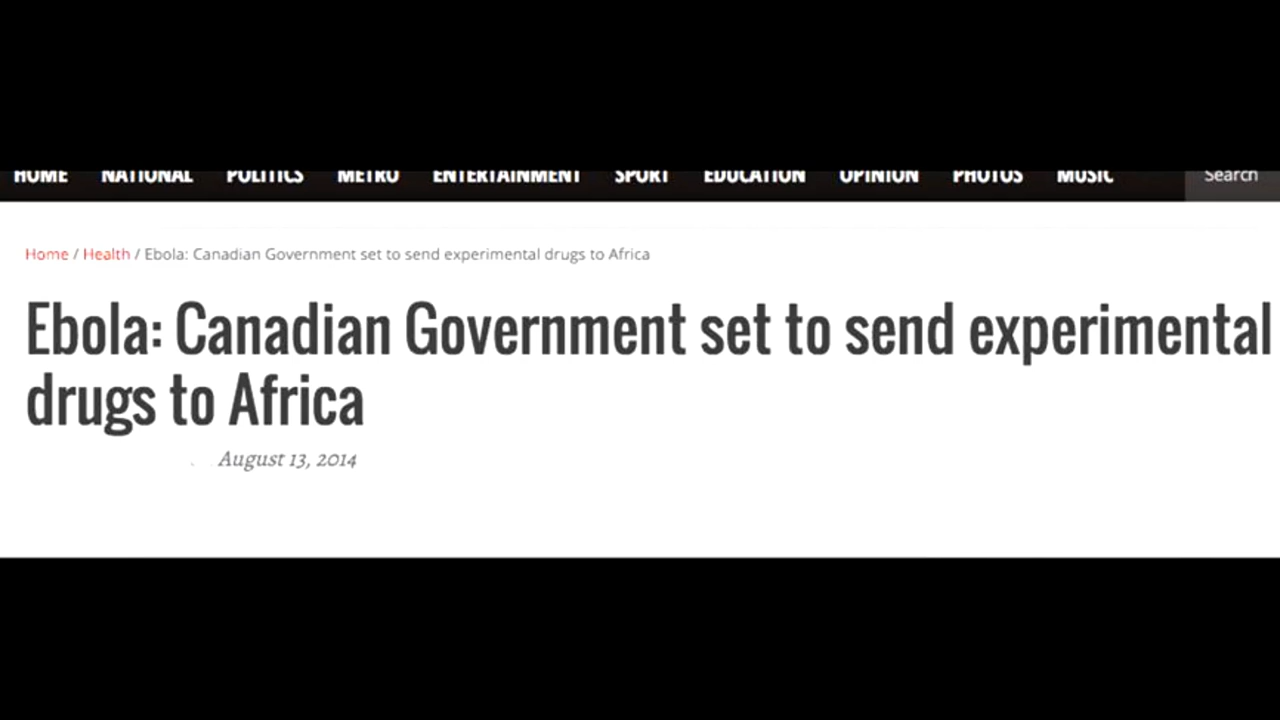 HOME NATIONAL POLITICS METRO ENTERTAINMENT SPORT EDUCATION OPINION PHOTOS MUSIC Search
Home / Health / Ebola: Canadian Government set to send experimental drugs to Africa
Ebola: Canadian Government set to send experimental
drugs to Africa
August 13, 2014